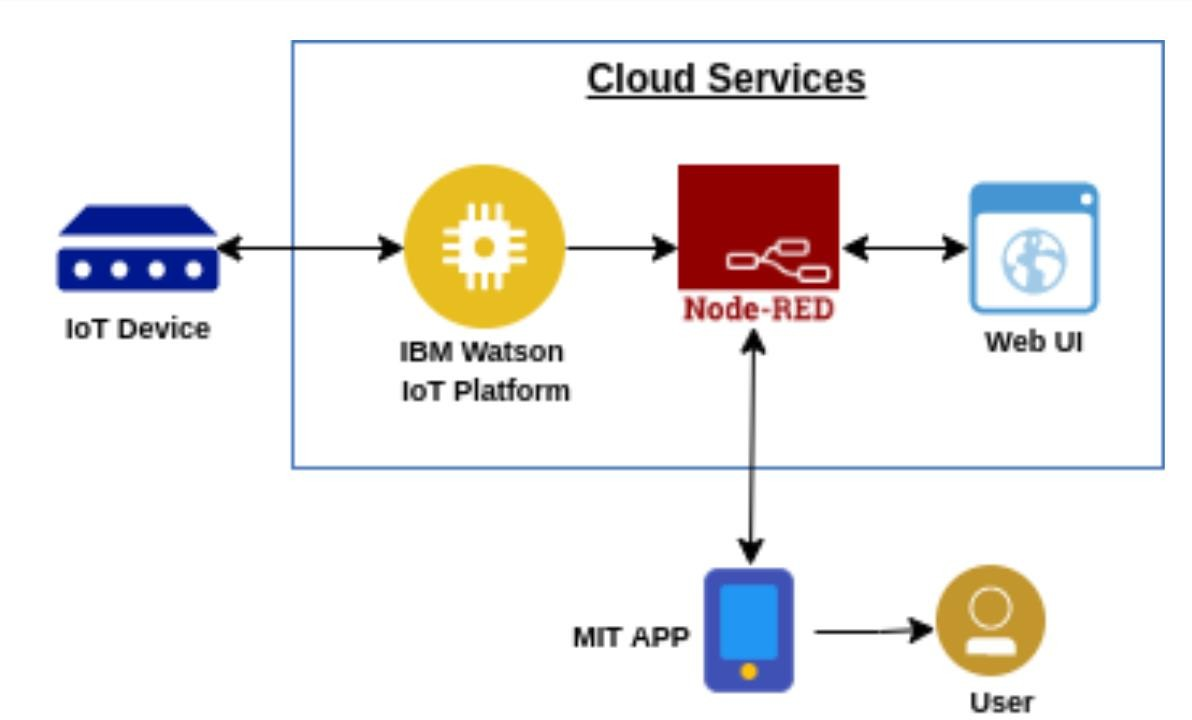 Cloud Services
IoT Device
IBM Watson
IoT Platform
Node-RED
Web UI
MIT APP
User